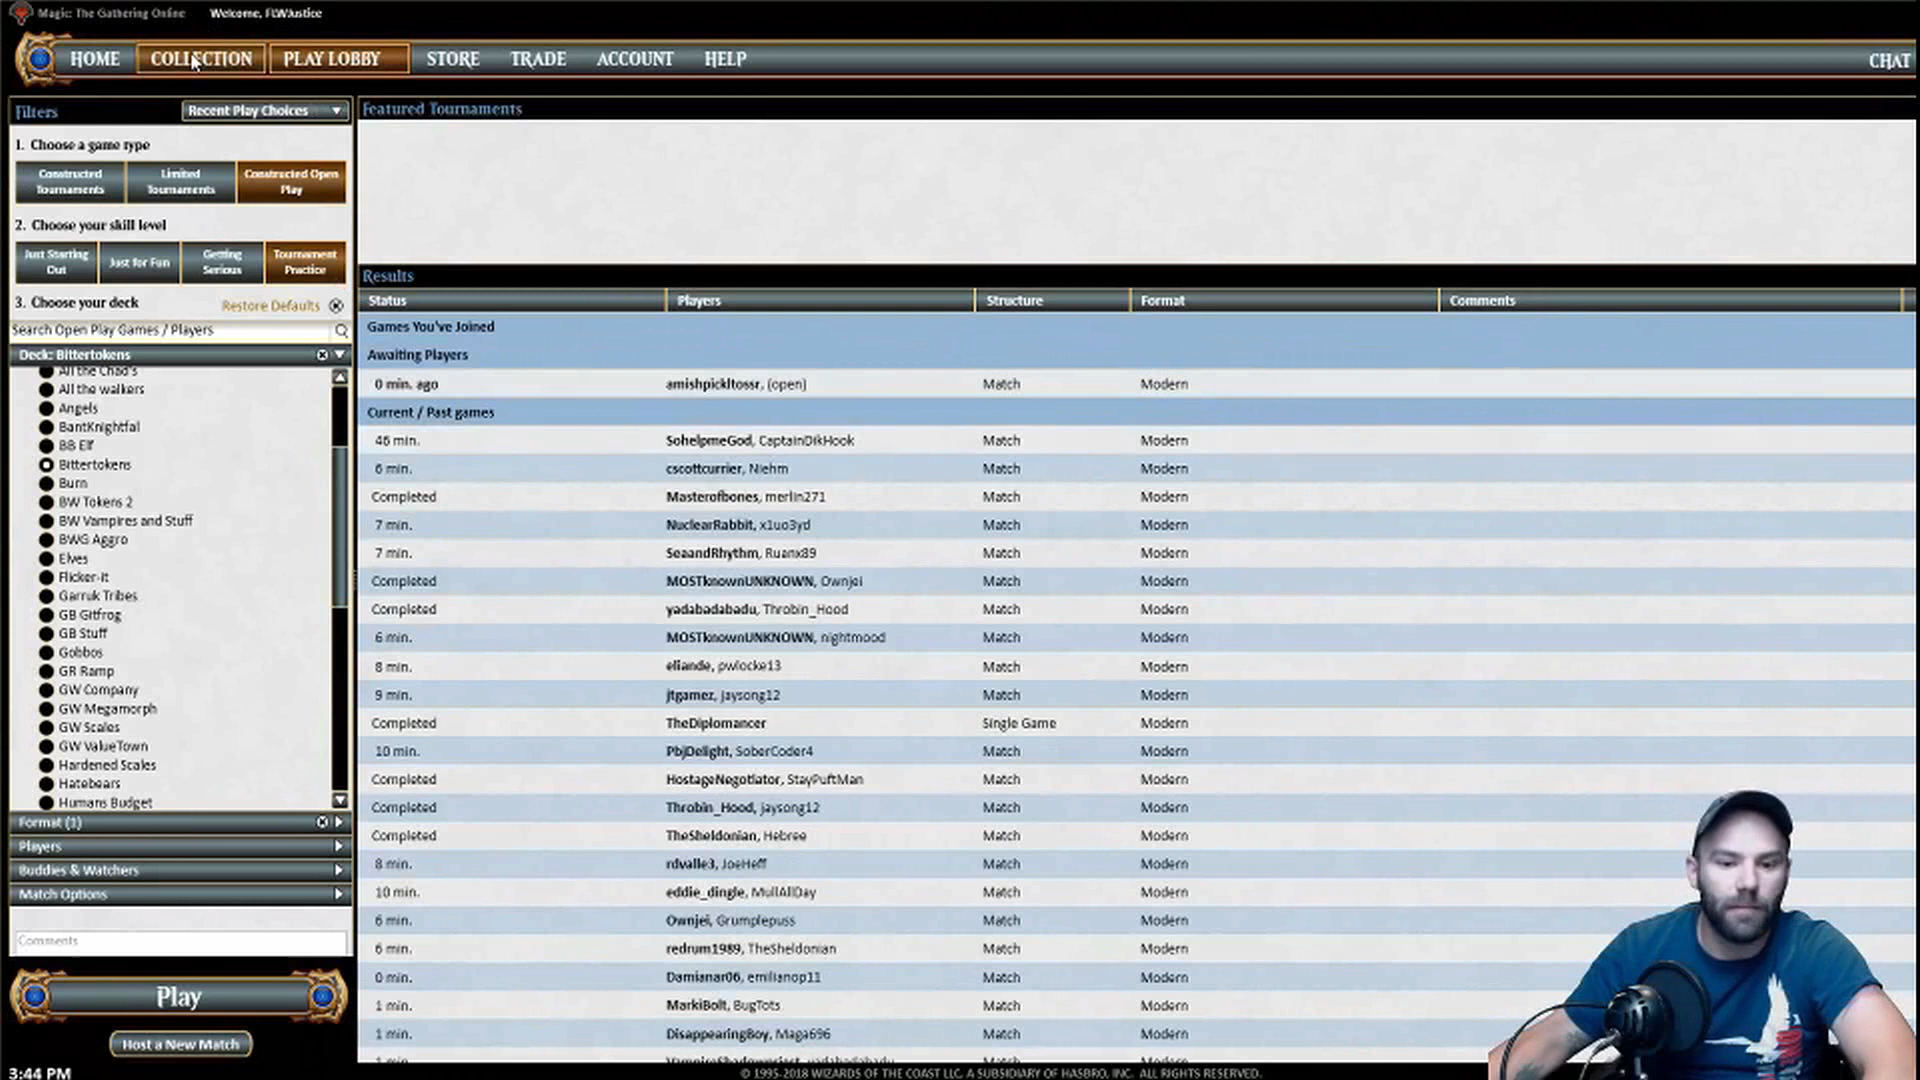 Magic: The Gathering Online Welcome, FLWJustice
HOME COLLECTION PLAY LOBBY STORE TRADE ACCOUNT HELP CHAT
Filters Recent Play Choices
1. Choose a game type
Constructed Tournaments Limited Tournaments Constructed Open Play
2. Choose your skill level
Just Starting Out Just for Fun Getting Serious Tournament Practice
3. Choose your deck Restore Defaults
Search Open Play Games / Players
Deck: Bittertokens
All the Chad's
All the walkers
Angels
BantKnightfal
BB Elf
Bittertokens
Burn
BW Tokens 2
BW Vampires and Stuff
BWG Aggro
Elves
Flicker-it
Garruk Tribes
GB Gitfrog
GB Stuff
Gobbos
GR Ramp
GW Company
GW Megamorph
GW Scales
GW ValueTown
Hardened Scales
Hatebears
Humans Budget
Format (1)
Players
Buddies & Watchers
Match Options
Comments
Play
Host a New Match
3:44 PM
Featured Tournaments
Results
Status Players Structure Format Comments
Games You've Joined
Awaiting Players
0 min. ago amishpickltossr, (open) Match Modern
Current / Past games
46 min. SohelpmeGod, CaptainDikHook Match Modern
6 min. cscottcurrier, Niehm Match Modern
Completed Masterofbones, merlin271 Match Modern
7 min. NuclearRabbit, x1uo3yd Match Modern
7 min. SeaandRhythm, Ruanx89 Match Modern
Completed MOSTknownUNKNOWN, Ownjei Match Modern
Completed yadabadabadu, Throbin_Hood Match Modern
6 min. MOSTknownUNKNOWN, nightmood Match Modern
8 min. eliande, pwlocke13 Match Modern
9 min. jtgamez, jaysong12 Match Modern
Completed TheDiplomancer Single Game Modern
10 min. PbjDelight, SoberCoder4 Match Modern
Completed HostageNegotiator, StayPuftMan Match Modern
Completed Throbin_Hood, jaysong12 Match Modern
Completed TheSheldonian, Hebree Match Modern
8 min. rdvalle3, JoeHeff Match Modern
10 min. eddie_dingle, MullAllDay Match Modern
6 min. Ownjei, Grumplepuss Match Modern
6 min. redrum1989, TheSheldonian Match Modern
0 min. Damianar06, emilianop11 Match Modern
1 min. MarkiBolt, BugTots Match Modern
1 min. DisappearingBoy, Maga696 Match Modern
© 1995-2018 WIZARDS OF THE COAST LLC, A SUBSIDIARY OF HASBRO, INC. ALL RIGHTS RESERVED.